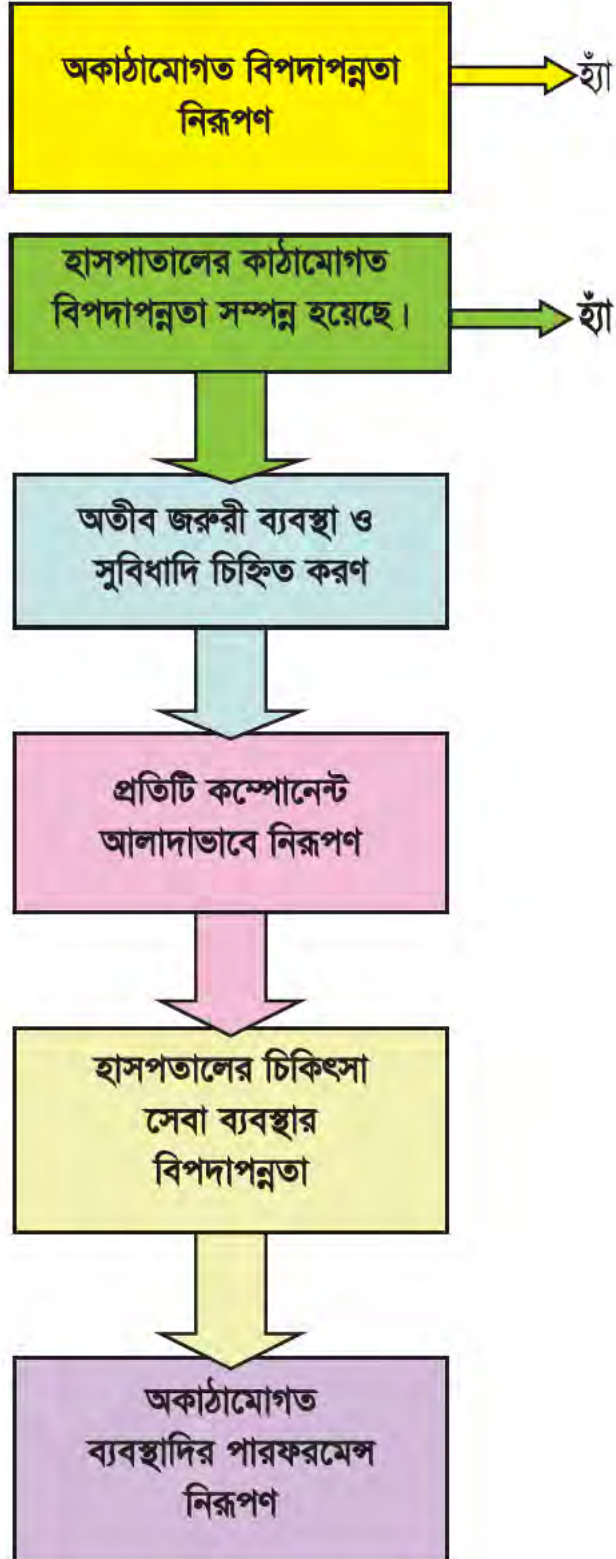 অকাঠামোগত বিপদাপন্নতা
নিরূপণ
হ্যাঁ
হাসপাতালের কাঠামোগত
বিপদাপন্নতা সম্পন্ন হয়েছে।
হ্যাঁ
অতীব জরুরী ব্যবস্থা ও
সুবিধাদি চিহ্নিত করণ
প্রতিটি কম্পোনেন্ট
আলাদাভাবে নিরূপণ
হাসপতালের চিকিৎসা
সেবা ব্যবস্থার
বিপদাপন্নতা
অকাঠামোগত
ব্যবস্থাদির পারফরমেন্স
নিরূপণ